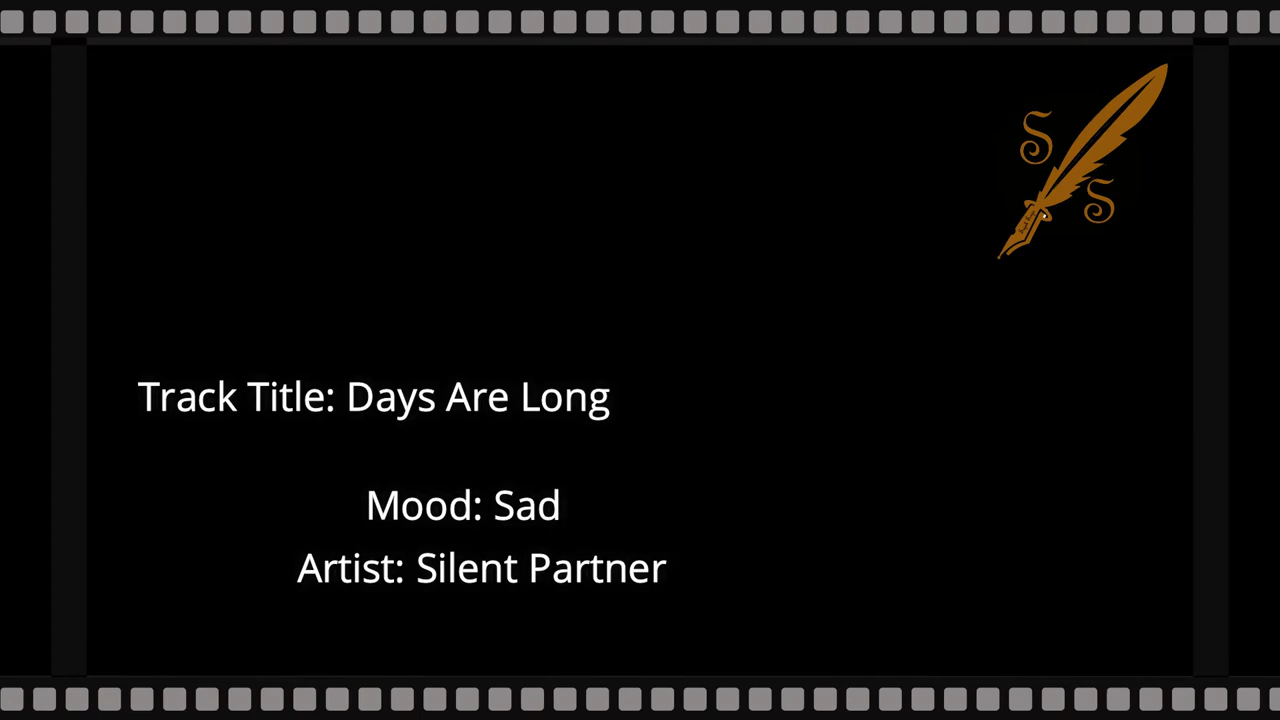 S
S
Track Title: Days Are Long
Mood: Sad
Artist: Silent Partner